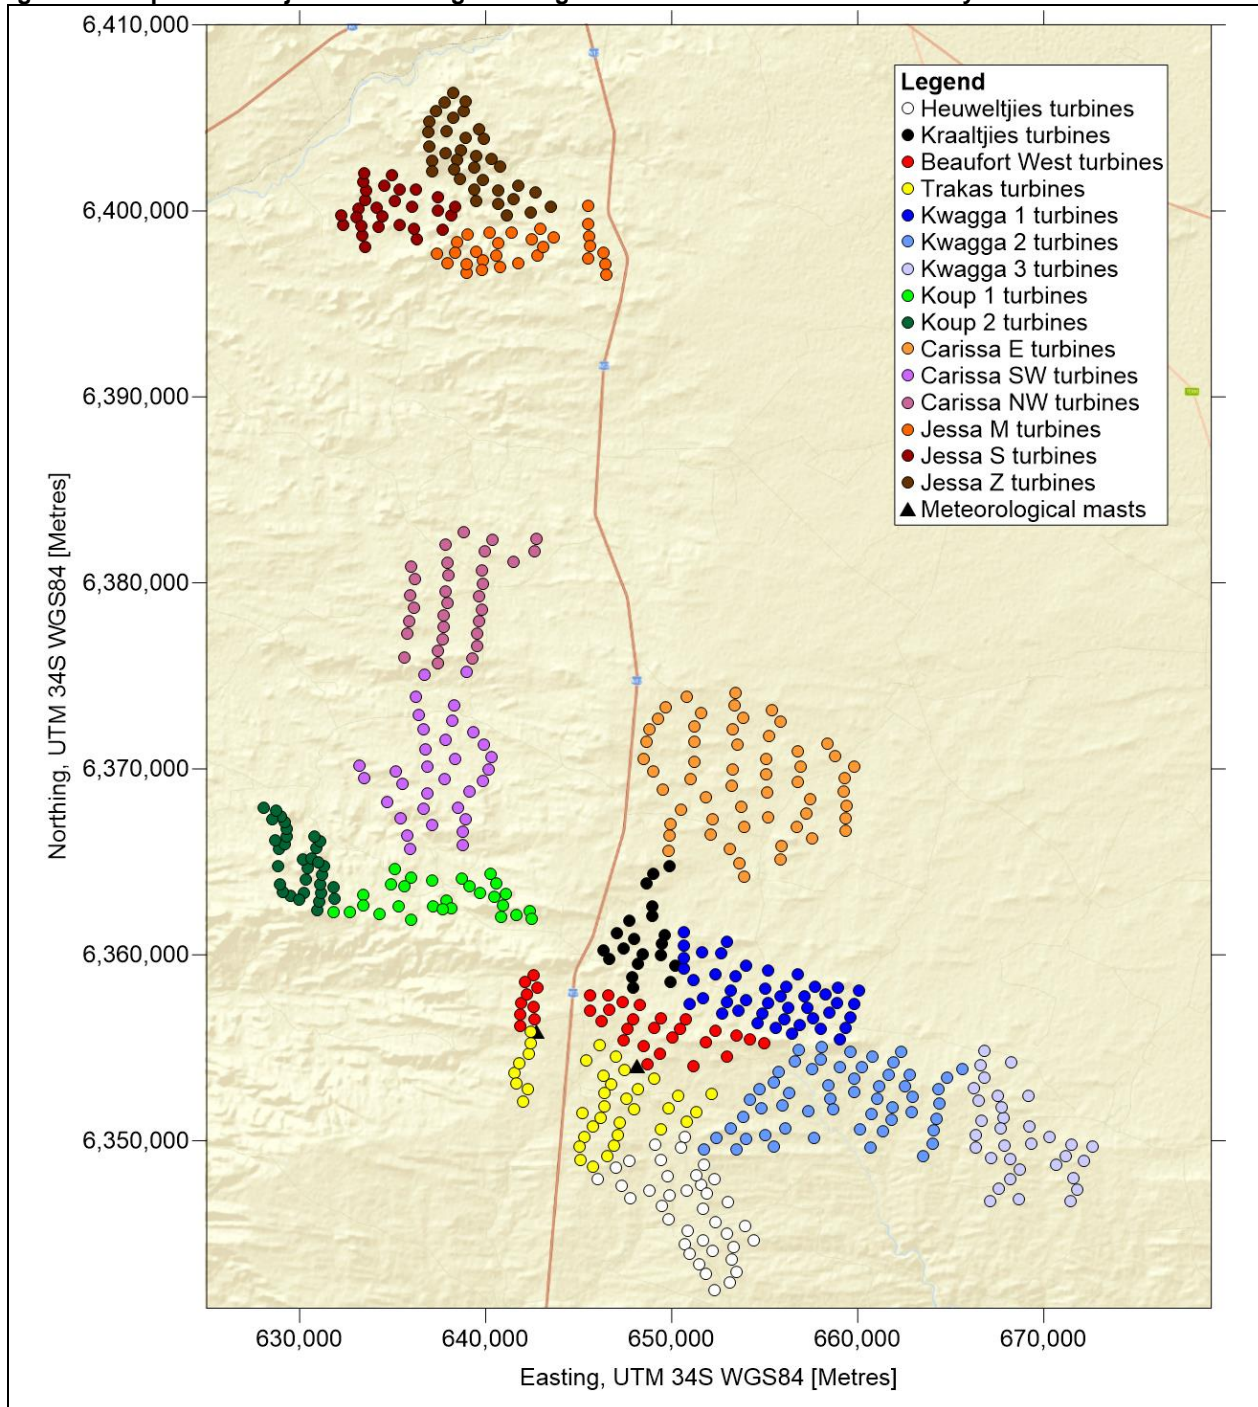 6,410,000
6,400,000
6,390,000
6,380,000
6,370,000
6,360,000
6,350,000
Northing, UTM 34S WGS84 [Metres]
Legend
Heuweltjies turbines
Kraaltjies turbines
Beaufort West turbines
Trakas turbines
Kwagga 1 turbines
Kwagga 2 turbines
Kwagga 3 turbines
Koup 1 turbines
Koup 2 turbines
Carissa E turbines
Carissa SW turbines
Carissa NW turbines
Jessa M turbines
Jessa S turbines
Jessa Z turbines
Meteorological masts
630,000 640,000 650,000 660,000 670,000
Easting, UTM 34S WGS84 [Metres]